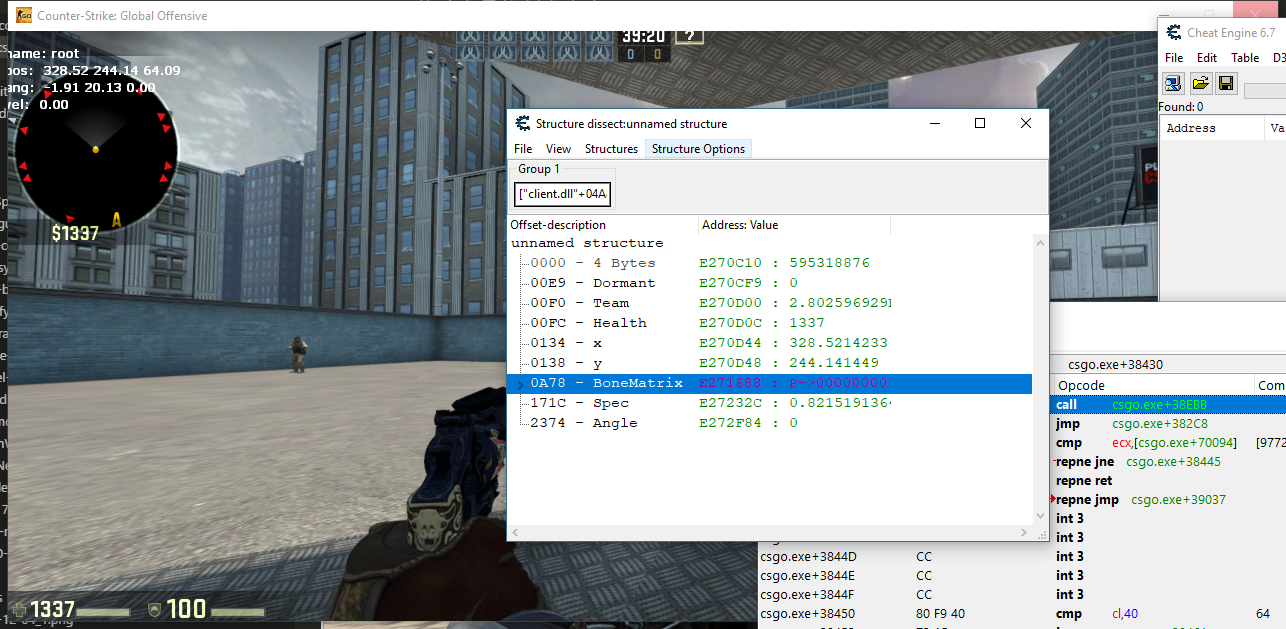 Counter-Strike: Global Offensive
name: root
pos: 328.52 244.14 64.09
ang: -1.91 20.13 0.00
vel: 0.00
39:20
?
0 0
A
$1337
1337
100
Cheat Engine 6.7
File Edit Table D3
Found: 0
Address Va
Structure dissect:unnamed structure
File View Structures Structure Options
Group 1
["client.dll"+04A
Offset-description Address: Value
unnamed structure
0000 - 4 Bytes E270C10 : 595318876
00E9 - Dormant E270CF9 : 0
00F0 - Team E270D00 : 2.802596929
00FC - Health E270D0C : 1337
0134 - x E270D44 : 328.5214233
0138 - y E270D48 : 244.141449
0A78 - BoneMatrix E271688 : P->00000000
171C - Spec E27232C : 0.821519136
2374 - Angle E272F84 : 0
csgo.exe+38430
Opcode Com
call csgo.exe+38EBB
jmp csgo.exe+382C8
cmp ecx,[csgo.exe+70094] [9772
repne jne csgo.exe+38445
repne ret
repne jmp csgo.exe+39037
int 3
int 3
csgo.exe+3844D CC int 3
csgo.exe+3844E CC int 3
csgo.exe+3844F CC int 3
csgo.exe+38450 80 F9 40 cmp cl,40 64